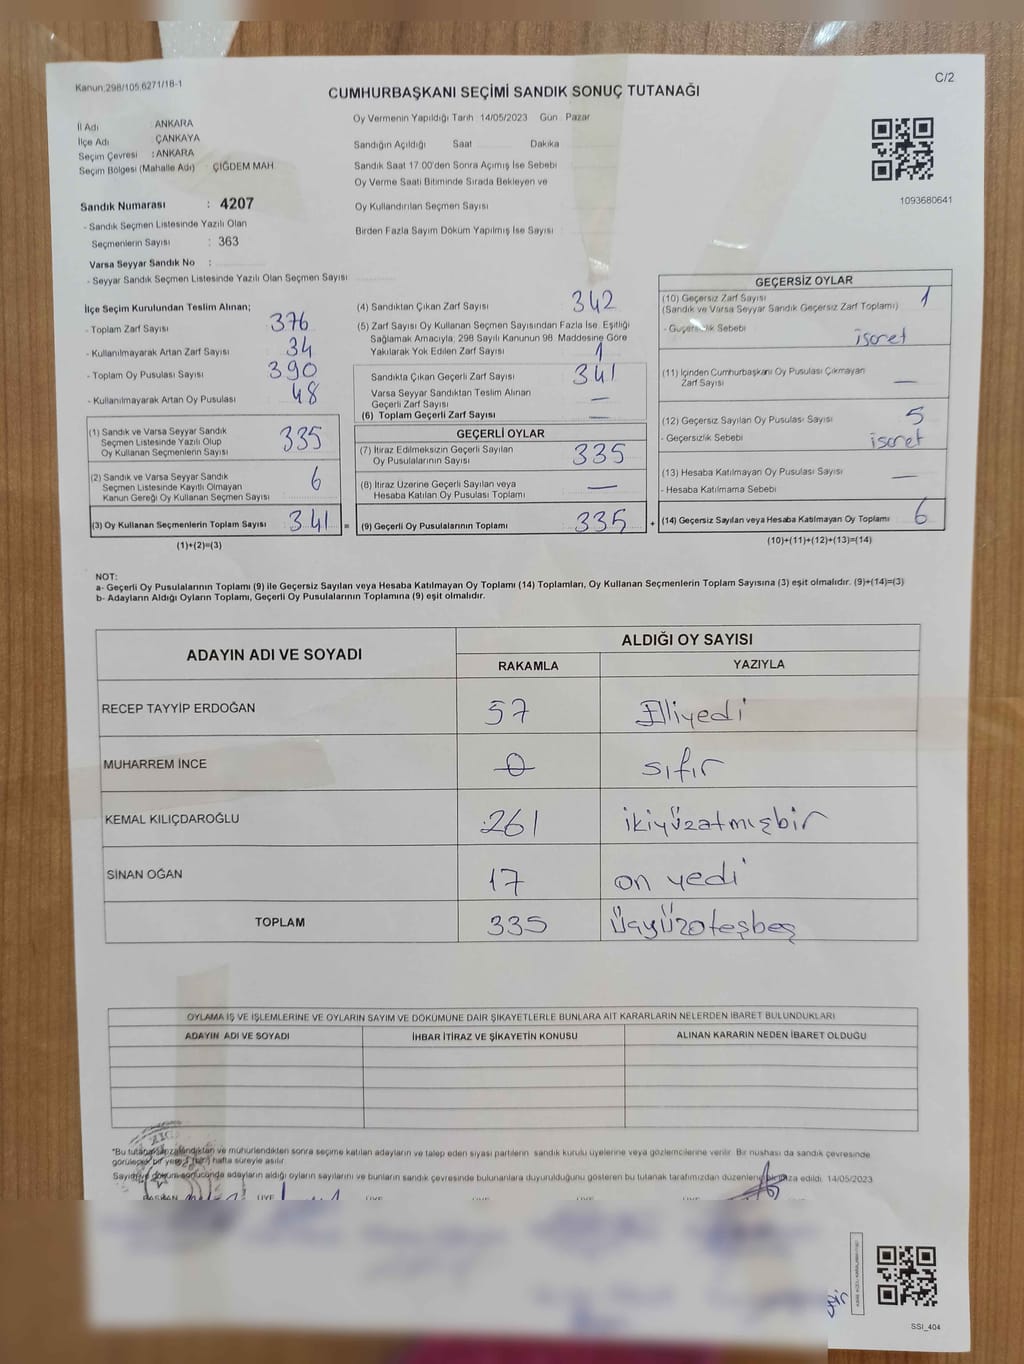 Kanun:298/105,6271/18-1
C/2
CUMHURBAŞKANI SEÇİMİ SANDIK SONUÇ TUTANAĞI
İl Adı ANKARA
İlçe Adı ÇANKAYA
Seçim Çevresi : ANKARA
Seçim Bölgesi (Mahalle Adı) ÇİĞDEM MAH.
Oy Vermenin Yapıldığı Tarih 14/05/2023 Gün Pazar
Sandığın Açıldığı Saat Dakika
Sandık Saat 17.00'den Sonra Açımış İse Sebebi
Oy Verme Saati Bitiminde Sırada Bekleyen ve
Oy Kullandırılan Seçmen Sayısı
Birden Fazla Sayım Döküm Yapılmış İse Sayısı
1093680641
Sandık Numarası : 4207
- Sandık Seçmen Listesinde Yazılı Olan
Seçmenlerin Sayısı : 363
Varsa Seyyar Sandık No :
- Seyyar Sandık Seçmen Listesinde Yazılı Olan Seçmen Sayısı
İlçe Seçim Kurulundan Teslim Alınan;
- Toplam Zarf Sayısı 376
- Kullanılmayarak Artan Zarf Sayısı 34
- Toplam Oy Pusulası Sayısı 390
- Kullanılmayarak Artan Oy Pusulası 48
(1) Sandık ve Varsa Seyyar Sandık
Seçmen Listesinde Yazılı Olup
Oy Kullanan Seçmenlerin Sayısı 335
(2) Sandık ve Varsa Seyyar Sandık
Seçmen Listesinde Kayıtlı Olmayan
Kanun Gereği Oy Kullanan Seçmen Sayısı 6
(3) Oy Kullanan Seçmenlerin Toplam Sayısı 341 =
(1)+(2)=(3)
(4) Sandıktan Çıkan Zarf Sayısı 342
(5) Zarf Sayısı Oy Kullanan Seçmen Sayısından Fazla İse, Eşitliği
Sağlamak Amacıyla, 298 Sayılı Kanunun 98. Maddesine Göre
Yakılarak Yok Edilen Zarf Sayısı 1
Sandıkta Çıkan Geçerli Zarf Sayısı 341
Varsa Seyyar Sandıktan Teslim Alınan
Geçerli Zarf Sayısı —
(6) Toplam Geçerli Zarf Sayısı —
GEÇERLİ OYLAR
(7) İtiraz Edilmeksizin Geçerli Sayılan
Oy Pusulalarının Sayısı 335
(8) İtiraz Üzerine Geçerli Sayılan veya
Hesaba Katılan Oy Pusulası Toplamı —
(9) Geçerli Oy Pusulalarının Toplamı 335 +
GEÇERSİZ OYLAR
(10) Geçersiz Zarf Sayısı 1
(Sandık ve Varsa Seyyar Sandık Geçersiz Zarf Toplamı)
- Geçersizlik Sebebi
işaret
(11) İçinden Cumhurbaşkanı Oy Pusulası Çıkmayan
Zarf Sayısı —
(12) Geçersiz Sayılan Oy Pusulası Sayısı 5
- Geçersizlik Sebebi işaret
(13) Hesaba Katılmayan Oy Pusulası Sayısı —
- Hesaba Katılmama Sebebi
(14) Geçersiz Sayılan veya Hesaba Katılmayan Oy Toplamı 6
(10)+(11)+(12)+(13)=(14)
NOT:
a- Geçerli Oy Pusulalarının Toplamı (9) ile Geçersiz Sayılan veya Hesaba Katılmayan Oy Toplamı (14) Toplamları, Oy Kullanan Seçmenlerin Toplam Sayısına (3) eşit olmalıdır. (9)+(14)=(3)
b- Adayların Aldığı Oyların Toplamı, Geçerli Oy Pusulalarının Toplamına (9) eşit olmalıdır.
ADAYIN ADI VE SOYADI
ALDIĞI OY SAYISI
RAKAMLA YAZIYLA
RECEP TAYYİP ERDOĞAN 57 Elliyedi
MUHARREM İNCE 0 sıfır
KEMAL KILIÇDAROĞLU 261 ikiyüzatmışbir
SİNAN OĞAN 17 on yedi
TOPLAM 335 Üçyüzoteşbeş
OYLAMA İŞ VE İŞLEMLERİNE VE OYLARIN SAYIM VE DÖKÜMÜNE DAİR ŞİKAYETLERLE BUNLARA AİT KARARLARIN NELERDEN İBARET BULUNDUKLARI
ADAYIN ADI VE SOYADI İHBAR İTİRAZ VE ŞİKAYETİN KONUSU ALINAN KARARIN NEDEN İBARET OLDUĞU
"Bu tutanak imzalandıktan ve mühürlendikten sonra seçime katılan adayların ve talep eden siyasi partilerin sandık kurulu üyelerine veya gözlemcilerine verilir. Bir nüshası da sandık çevresinde
görülebilecek bir yere 1 (bir) hafta süreyle asılır.
Sayım ve döküm sonucunda adayların aldığı oyların sayılarını ve bunların sandık çevresinde bulunanlara duyurulduğunu gösteren bu tutanak tarafımızdan düzenlenip imza edildi. 14/05/2023
BAŞKAN ÜYE ÜYE ÜYE ÜYE
SSI_404